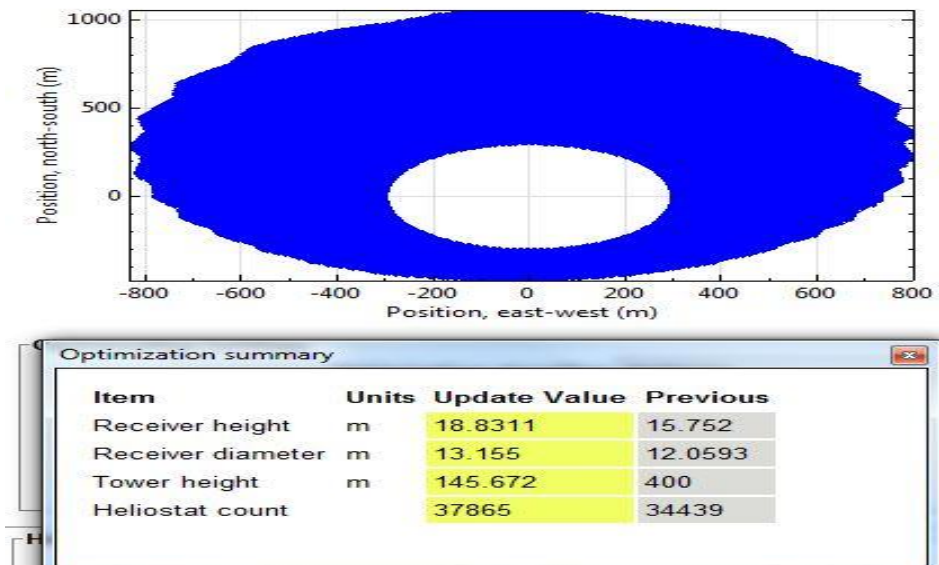 1000
500
0
Position, north-south (m)
-800 -600 -400 -200 0 200 400 600 800
Position, east-west (m)
Optimization summary
Item Units Update Value Previous
Receiver height m 18.8311 15.752
Receiver diameter m 13.155 12.0593
Tower height m 145.672 400
Heliostat count 37865 34439
H